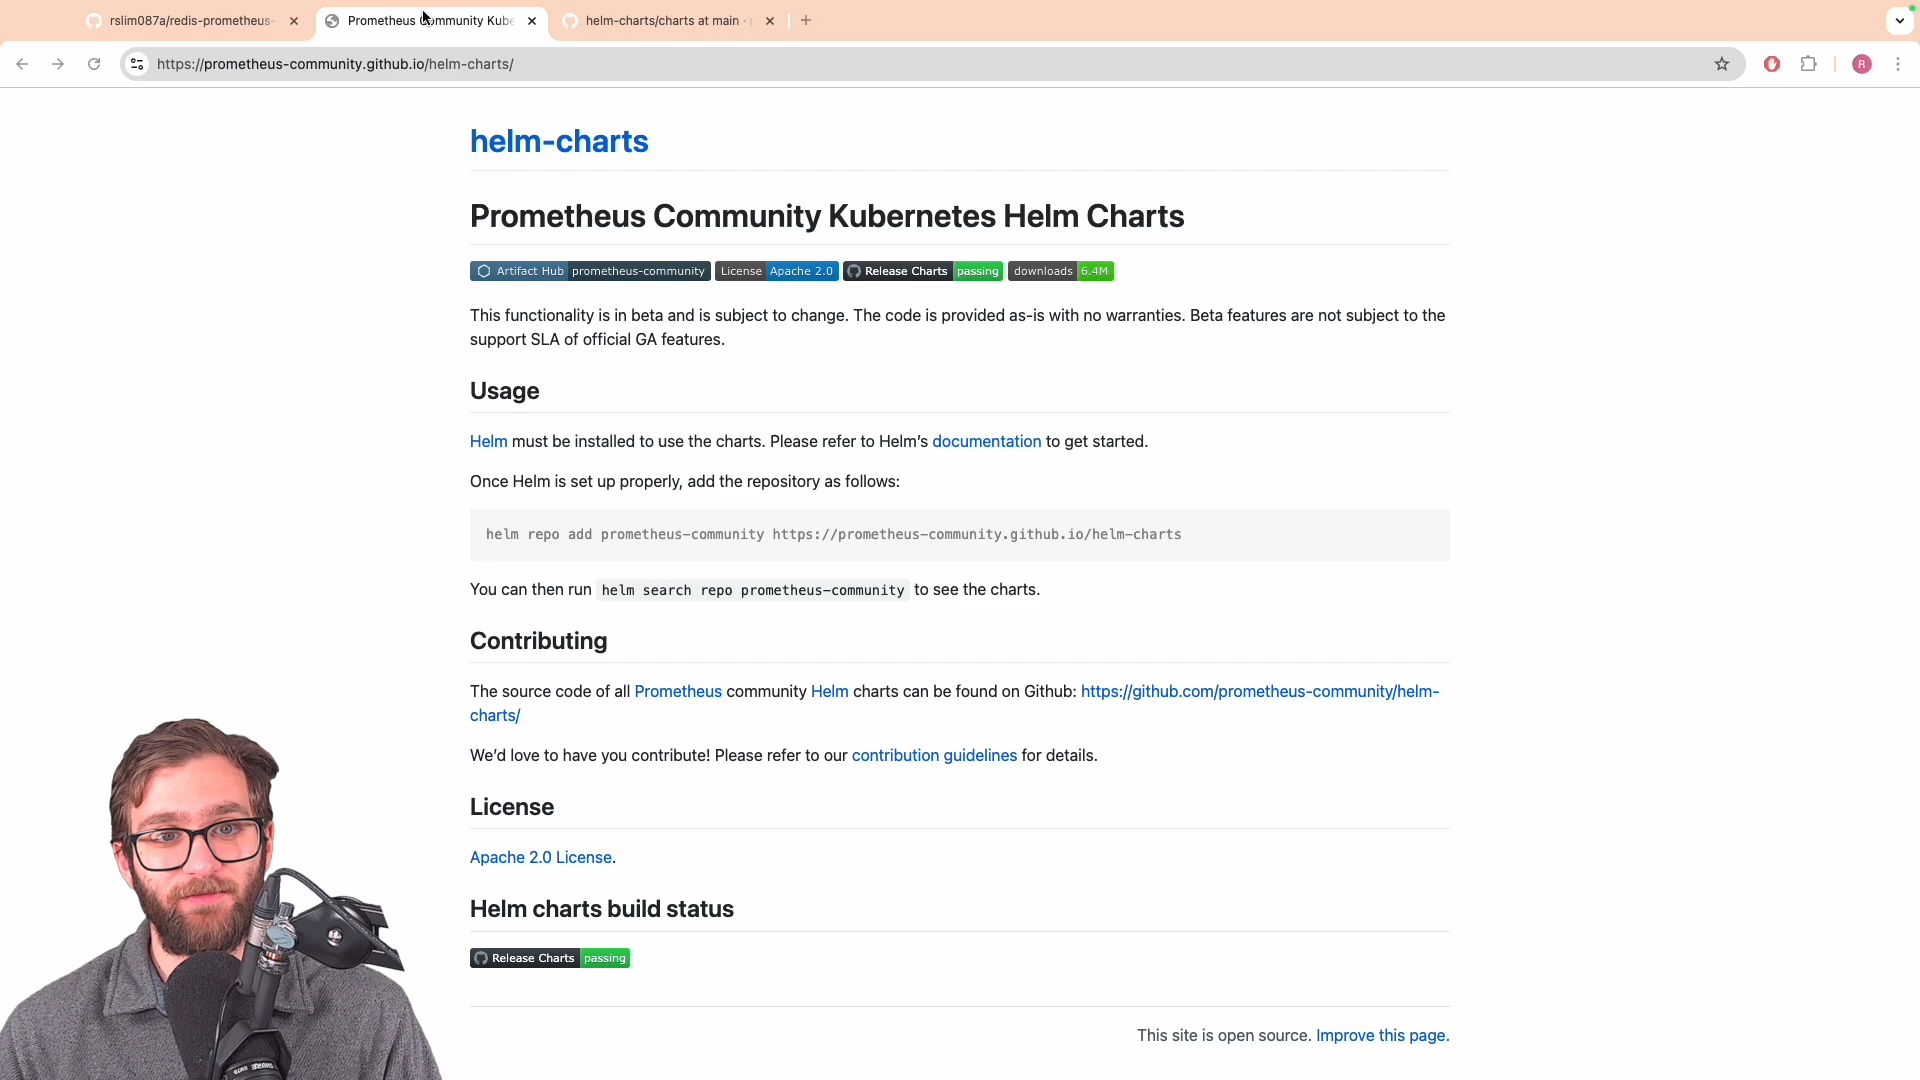 rslim087a/redis-prometheus-
Prometheus Community Kube
helm-charts/charts at main ·
https://prometheus-community.github.io/helm-charts/
R
helm-charts
Prometheus Community Kubernetes Helm Charts
Artifact Hub prometheus-community License Apache 2.0 Release Charts passing downloads 6.4M
This functionality is in beta and is subject to change. The code is provided as-is with no warranties. Beta features are not subject to the
support SLA of official GA features.
Usage
Helm must be installed to use the charts. Please refer to Helm’s documentation to get started.
Once Helm is set up properly, add the repository as follows:
helm repo add prometheus-community https://prometheus-community.github.io/helm-charts
You can then run helm search repo prometheus-community to see the charts.
Contributing
The source code of all Prometheus community Helm charts can be found on Github: https://github.com/prometheus-community/helm-
charts/
We’d love to have you contribute! Please refer to our contribution guidelines for details.
License
Apache 2.0 License.
Helm charts build status
Release Charts passing
This site is open source. Improve this page.